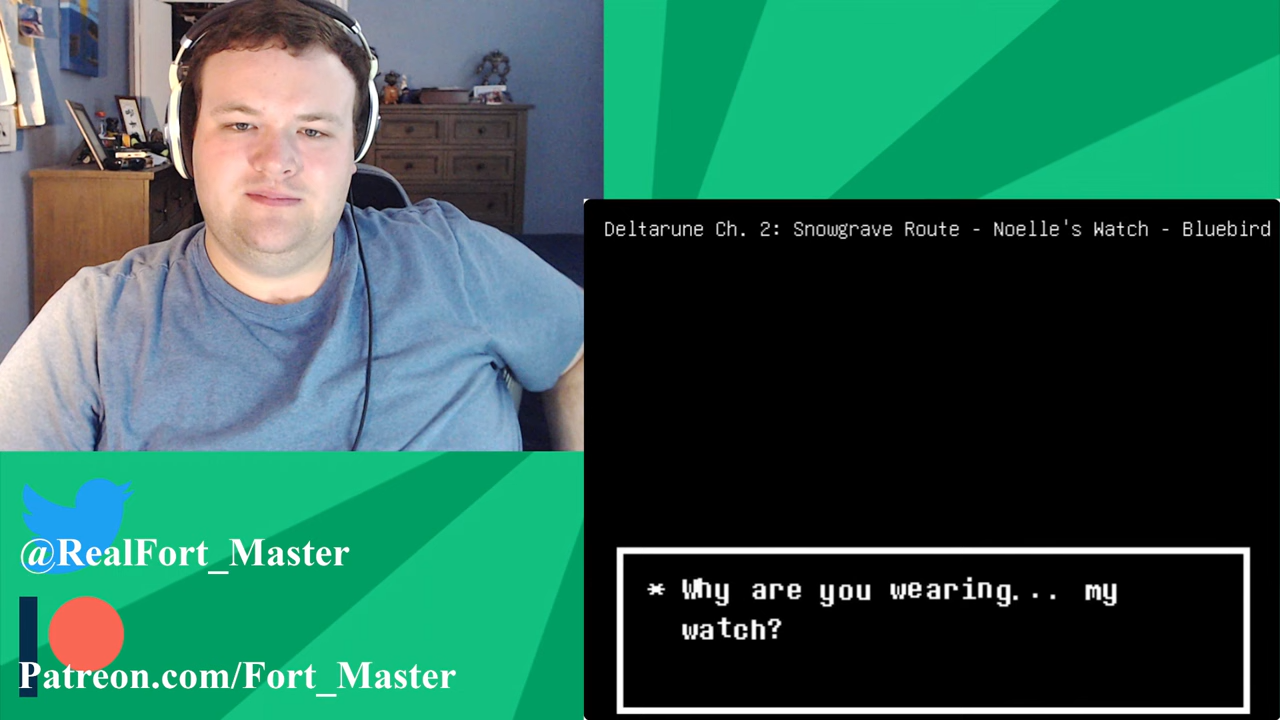 Deltarune Ch. 2: Snowgrave Route - Noelle's Watch - Bluebird
* Why are you wearing... my
watch?
@RealFort_Master
Patreon.com/Fort_Master